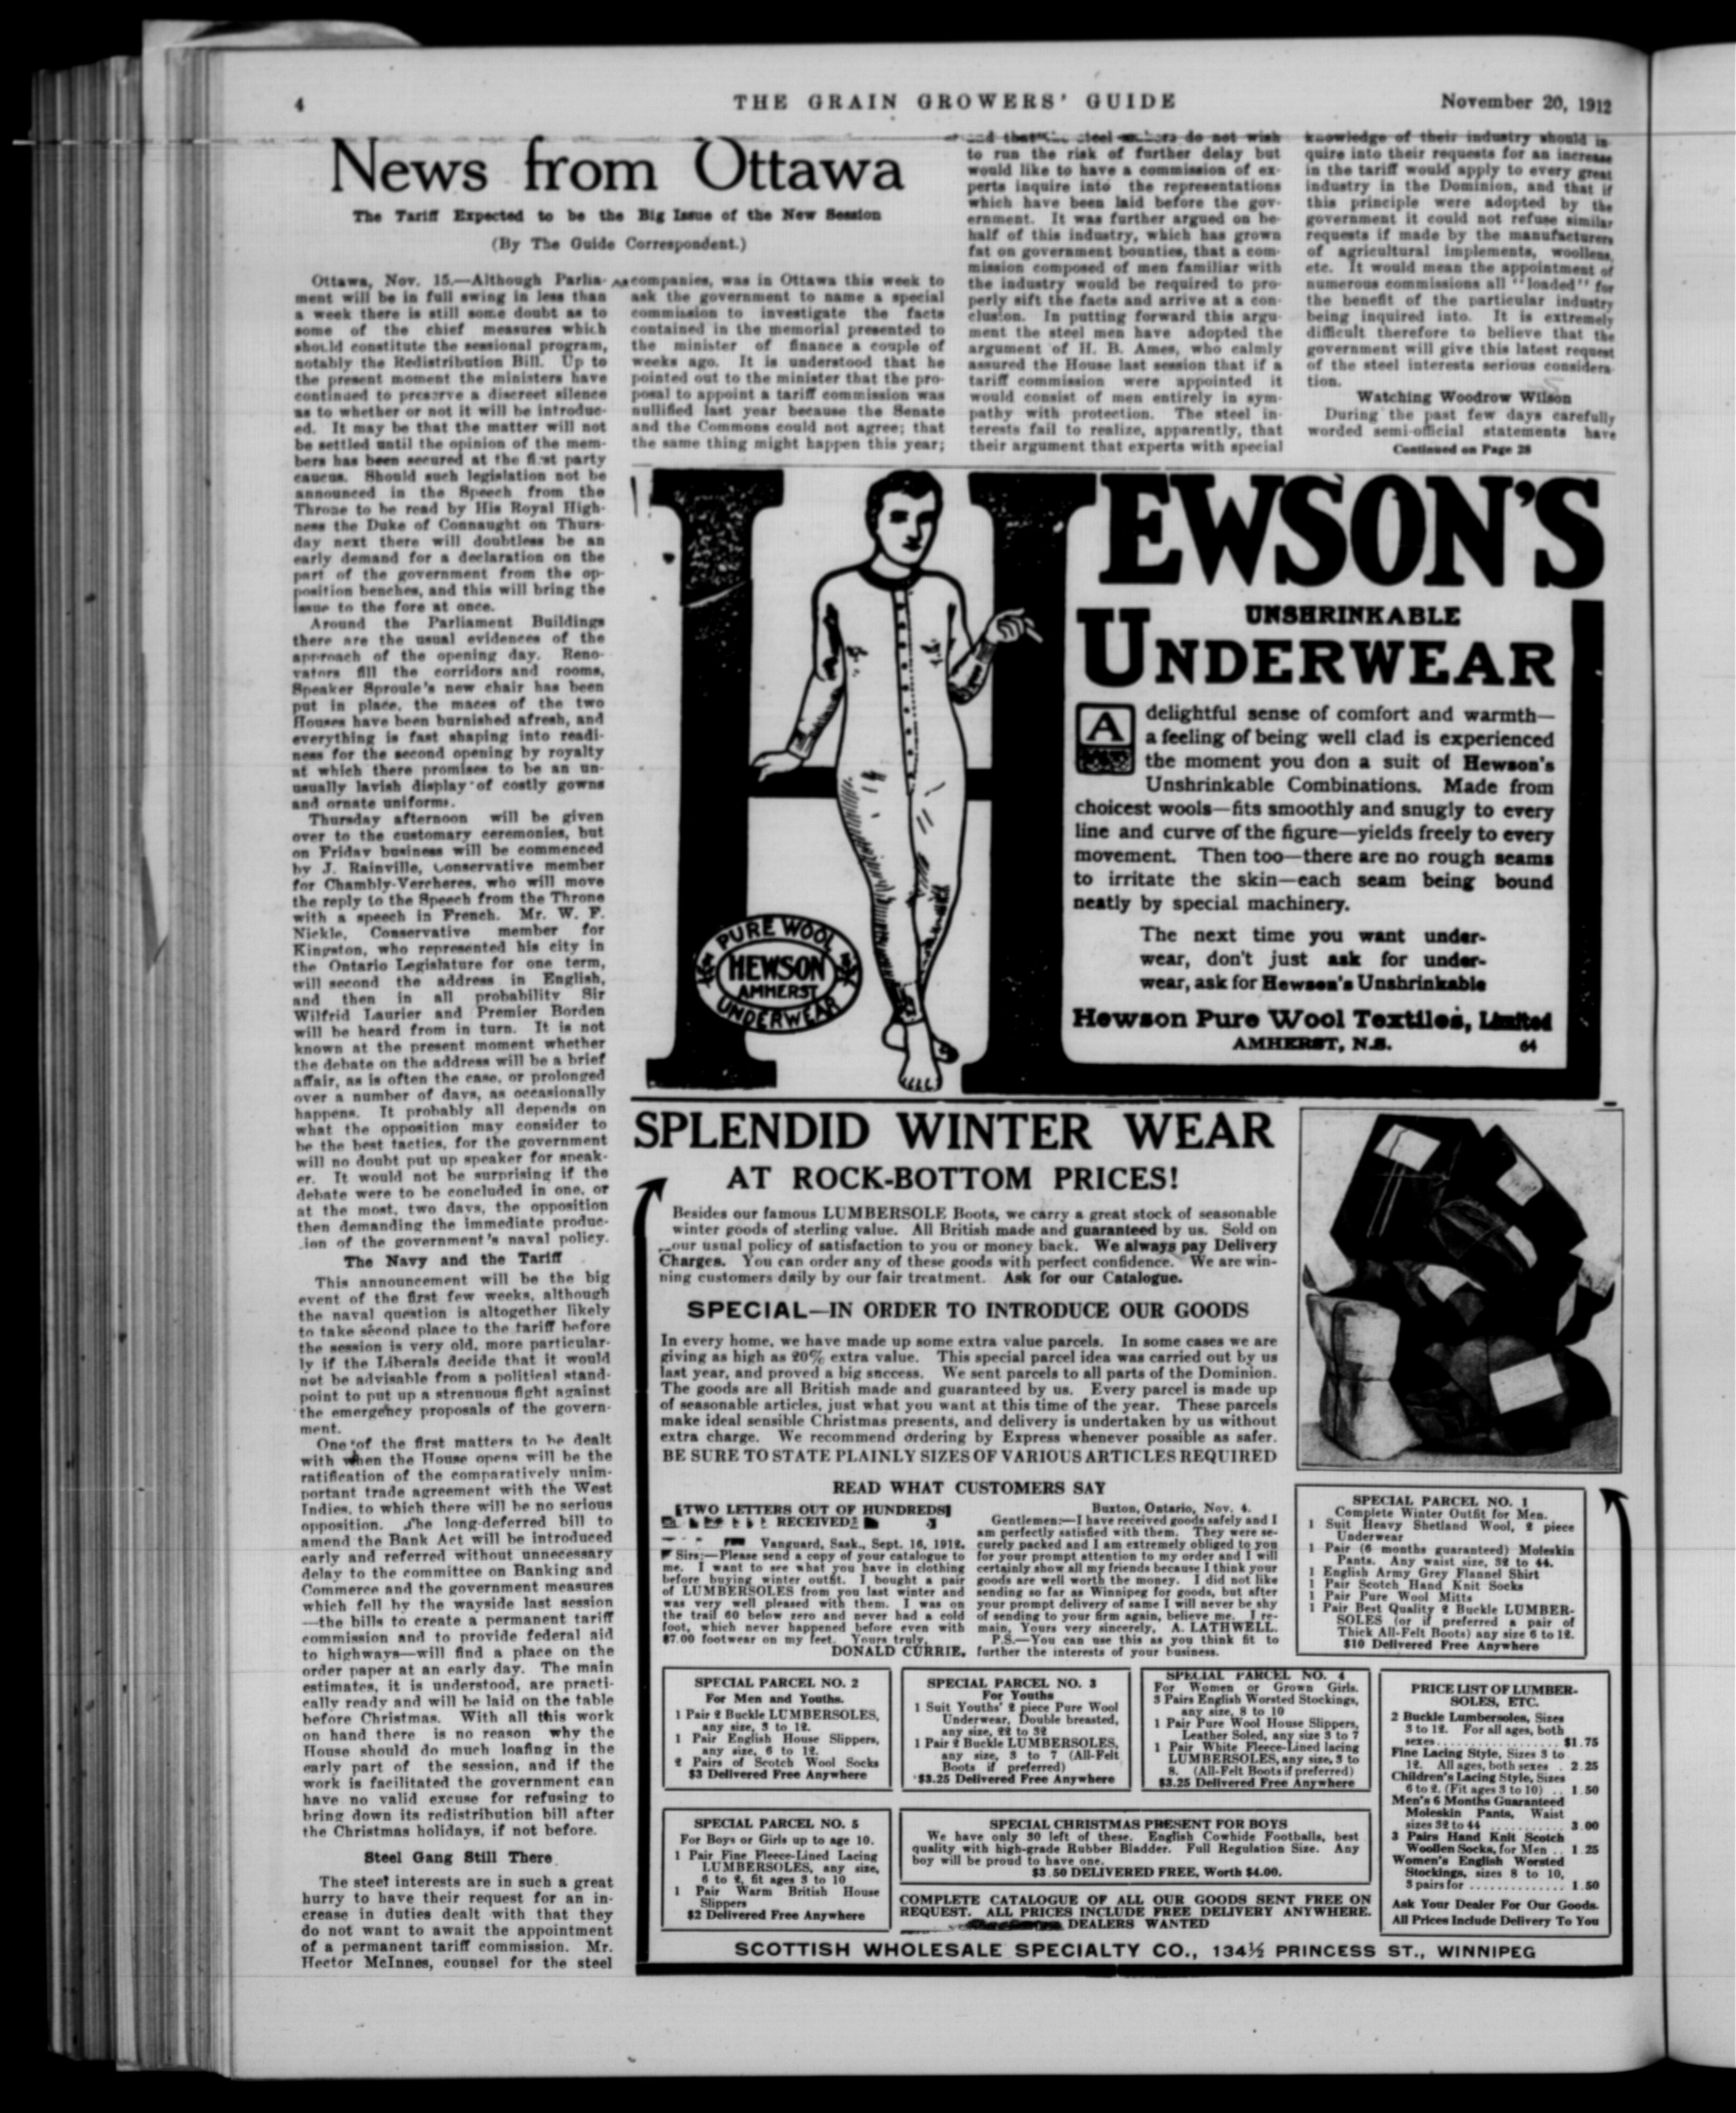 4
THE GRAIN GROWERS' GUIDE
November 20, 1912
News from Ottawa
The Tariff Expected to be the Big Issue of the New Session
(By The Guide Correspondent.)
Ottawa, Nov. 15.—Although Parlia-
ment will be in full swing in less than
a week there is still some doubt as to
some of the chief measures which
should constitute the sessional program,
notably the Redistribution Bill. Up to
the present moment the ministers have
continued to preserve a discreet silence
as to whether or not it will be introduc-
ed. It may be that the matter will not
be settled until the opinion of the mem-
bers has been secured at the first party
caucus. Should such legislation not be
announced in the Speech from the
Throne to be read by His Royal High-
ness the Duke of Connaught on Thurs-
day next there will doubtless be an
early demand for a declaration on the
part of the government from the op-
position benches, and this will bring the
issue to the fore at once.
Around the Parliament Buildings
there are the usual evidences of the
approach of the opening day. Reno-
vators fill the corridors and rooms,
Speaker Sproule's new chair has been
put in place, the maces of the two
Houses have been burnished afresh, and
everything is fast shaping into readi-
ness for the second opening by royalty
at which there promises to be an un-
usually lavish display of costly gowns
and ornate uniforms.
Thursday afternoon will be given
over to the customary ceremonies, but
on Friday business will be commenced
by J. Rainville, Conservative member
for Chambly-Vercheres, who will move
the reply to the Speech from the Throne
with a speech in French. Mr. W. F.
Nickle, Conservative member for
Kingston, who represented his city in
the Ontario Legislature for one term,
will second the address in English,
and then in all probability Sir
Wilfrid Laurier and Premier Borden
will be heard from in turn. It is not
known at the present moment whether
the debate on the address will be a brief
affair, as is often the case, or prolonged
over a number of days, as occasionally
happens. It probably all depends on
what the opposition may consider to
be the best tactics, for the government
will no doubt put up speaker for speak-
er. It would not be surprising if the
debate were to be concluded in one, or
at the most, two days, the opposition
then demanding the immediate produc-
tion of the government's naval policy.
The Navy and the Tariff
This announcement will be the big
event of the first few weeks, although
the naval question is altogether likely
to take second place to the tariff before
the session is very old, more particular-
ly if the Liberals decide that it would
not be advisable from a political stand-
point to put up a strenuous fight against
the emergency proposals of the govern-
ment.
One of the first matters to be dealt
with when the House opens will be the
ratification of the comparatively unim-
portant trade agreement with the West
Indies, to which there will be no serious
opposition. The long-deferred bill to
amend the Bank Act will be introduced
early and referred without unnecessary
delay to the committee on Banking and
Commerce and the government measures
which fell by the wayside last session
—the bills to create a permanent tariff
commission and to provide federal aid
to highways—will find a place on the
order paper at an early day. The main
estimates, it is understood, are practi-
cally ready and will be laid on the table
before Christmas. With all this work
on hand there is no reason why the
House should do much loafing in the
early part of the session, and if the
work is facilitated the government can
have no valid excuse for refusing to
bring down its redistribution bill after
the Christmas holidays, if not before.
Steel Gang Still There
The steel interests are in such a great
hurry to have their request for an in-
crease in duties dealt with that they
do not want to await the appointment
of a permanent tariff commission. Mr.
Hector McInnes, counsel for the steel
companies, was in Ottawa this week to
ask the government to name a special
commission to investigate the facts
contained in the memorial presented to
the minister of finance a couple of
weeks ago. It is understood that he
pointed out to the minister that the pro-
posal to appoint a tariff commission was
nullified last year because the Senate
and the Commons could not agree; that
the same thing might happen this year;
and that the steel makers do not wish
to run the risk of further delay but
would like to have a commission of ex-
perts inquire into the representations
which have been laid before the gov-
ernment. It was further argued on be-
half of this industry, which has grown
fat on government bounties, that a com-
mission composed of men familiar with
the industry would be required to pro-
perly sift the facts and arrive at a con-
clusion. In putting forward this argu-
ment the steel men have adopted the
argument of H. B. Ames, who calmly
assured the House last session that if a
tariff commission were appointed it
would consist of men entirely in sym-
pathy with protection. The steel in-
terests fail to realize, apparently, that
their argument that experts with special
knowledge of their industry should in-
quire into their requests for an increase
in the tariff would apply to every great
industry in the Dominion, and that if
this principle were adopted by the
government it could not refuse similar
requests if made by the manufacturers
of agricultural implements, woollens,
etc. It would mean the appointment of
numerous commissions all "loaded" for
the benefit of the particular industry
being inquired into. It is extremely
difficult therefore to believe that the
government will give this latest request
of the steel interests serious considera-
tion.
Watching Woodrow Wilson
During the past few days carefully
worded semi-official statements have
Continued on Page 28
HEWSON'S
UNSHRINKABLE
UNDERWEAR
A delightful sense of comfort and warmth—
a feeling of being well clad is experienced
the moment you don a suit of Hewson's
Unshrinkable Combinations. Made from
choicest wools—fits smoothly and snugly to every
line and curve of the figure—yields freely to every
movement. Then too—there are no rough seams
to irritate the skin—each seam being bound
neatly by special machinery.
The next time you want under-
wear, don't just ask for under-
wear, ask for Hewson's Unshrinkable
Hewson Pure Wool Textiles, Limited
AMHERST, N.S.
64
PURE WOOL
HEWSON
AMHERST
UNDERWEAR
SPLENDID WINTER WEAR
AT ROCK-BOTTOM PRICES!
Besides our famous LUMBERSOLE Boots, we carry a great stock of seasonable
winter goods of sterling value. All British made and guaranteed by us. Sold on
our usual policy of satisfaction to you or money back. We always pay Delivery
Charges. You can order any of these goods with perfect confidence. We are win-
ning customers daily by our fair treatment. Ask for our Catalogue.
SPECIAL—IN ORDER TO INTRODUCE OUR GOODS
In every home, we have made up some extra value parcels. In some cases we are
giving as high as 20% extra value. This special parcel idea was carried out by us
last year, and proved a big success. We sent parcels to all parts of the Dominion.
The goods are all British made and guaranteed by us. Every parcel is made up
of seasonable articles, just what you want at this time of the year. These parcels
make ideal sensible Christmas presents, and delivery is undertaken by us without
extra charge. We recommend ordering by Express whenever possible as safer.
BE SURE TO STATE PLAINLY SIZES OF VARIOUS ARTICLES REQUIRED
READ WHAT CUSTOMERS SAY
[TWO LETTERS OUT OF HUNDREDS]
RECEIVED
Vanguard, Sask., Sept. 16, 1912.
Sirs:—Please send a copy of your catalogue to
me. I want to see what you have in clothing
before buying winter outfit. I bought a pair
of LUMBERSOLES from you last winter and
was very well pleased with them. I was on
the trail 60 below zero and never had a cold
foot, which never happened before even with
$7.00 footwear on my feet. Yours truly,
DONALD CURRIE.
Buxton, Ontario, Nov. 4.
Gentlemen:—I have received goods safely and I
am perfectly satisfied with them. They were se-
curely packed and I am extremely obliged to you
for your prompt attention to my order and I will
certainly show all my friends because I think your
goods are well worth the money. I did not like
sending so far as Winnipeg for goods, but after
your prompt delivery of same I will never be shy
of sending to your firm again, believe me. I re-
main, Yours very sincerely, A. LATHWELL.
P.S.—You can use this as you think fit to
further the interests of your business.
SPECIAL PARCEL NO. 1
Complete Winter Outfit for Men.
1 Suit Heavy Shetland Wool, 2 piece
Underwear
1 Pair (6 months guaranteed) Moleskin
Pants. Any waist size, 32 to 44.
1 English Army Grey Flannel Shirt
1 Pair Scotch Hand Knit Socks
1 Pair Pure Wool Mitts
1 Pair Best Quality 2 Buckle LUMBER-
SOLES (or if preferred a pair of
Thick All-Felt Boots) any size 6 to 12.
$10 Delivered Free Anywhere
SPECIAL PARCEL NO. 2
For Men and Youths.
1 Pair 2 Buckle LUMBERSOLES,
any size, 3 to 12.
1 Pair English House Slippers,
any size, 6 to 12.
2 Pairs of Scotch Wool Socks
$3 Delivered Free Anywhere
SPECIAL PARCEL NO. 3
For Youths
1 Suit Youths' 2 piece Pure Wool
Underwear, Double breasted,
any size, 22 to 32
1 Pair 2 Buckle LUMBERSOLES,
any size, 3 to 7 (All-Felt
Boots if preferred)
$3.25 Delivered Free Anywhere
SPECIAL PARCEL NO. 4
For Women or Grown Girls.
3 Pairs English Worsted Stockings,
any size, 8 to 10
1 Pair Pure Wool House Slippers,
Leather Soled, any size 3 to 7
1 Pair White Fleece-Lined lacing
LUMBERSOLES, any size, 3 to
8. (All-Felt Boots if preferred)
$3.25 Delivered Free Anywhere
PRICE LIST OF LUMBER-
SOLES, ETC.
2 Buckle Lumbersoles, Sizes
3 to 12. For all ages, both
sexes................ $1.75
Fine Lacing Style, Sizes 3 to
12. All ages, both sexes . 2.25
Children's Lacing Style, Sizes
6 to 2. (Fit ages 3 to 10) .. 1.50
Men's 6 Months Guaranteed
Moleskin Pants, Waist
sizes 32 to 44 .......... 3.00
3 Pairs Hand Knit Scotch
Woollen Socks, for Men .. 1.25
Women's English Worsted
Stockings, sizes 8 to 10,
3 pairs for ............. 1.50
Ask Your Dealer For Our Goods.
All Prices Include Delivery To You
SPECIAL PARCEL NO. 5
For Boys or Girls up to age 10.
1 Pair Fine Fleece-Lined Lacing
LUMBERSOLES, any size,
6 to 2, fit ages 3 to 10
1 Pair Warm British House
Slippers
$2 Delivered Free Anywhere
SPECIAL CHRISTMAS PRESENT FOR BOYS
We have only 30 left of these. English Cowhide Footballs, best
quality with high-grade Rubber Bladder. Full Regulation Size. Any
boy will be proud to have one.
$3.50 DELIVERED FREE, Worth $4.00.
COMPLETE CATALOGUE OF ALL OUR GOODS SENT FREE ON
REQUEST. ALL PRICES INCLUDE FREE DELIVERY ANYWHERE.
DEALERS WANTED
SCOTTISH WHOLESALE SPECIALTY CO., 134½ PRINCESS ST., WINNIPEG